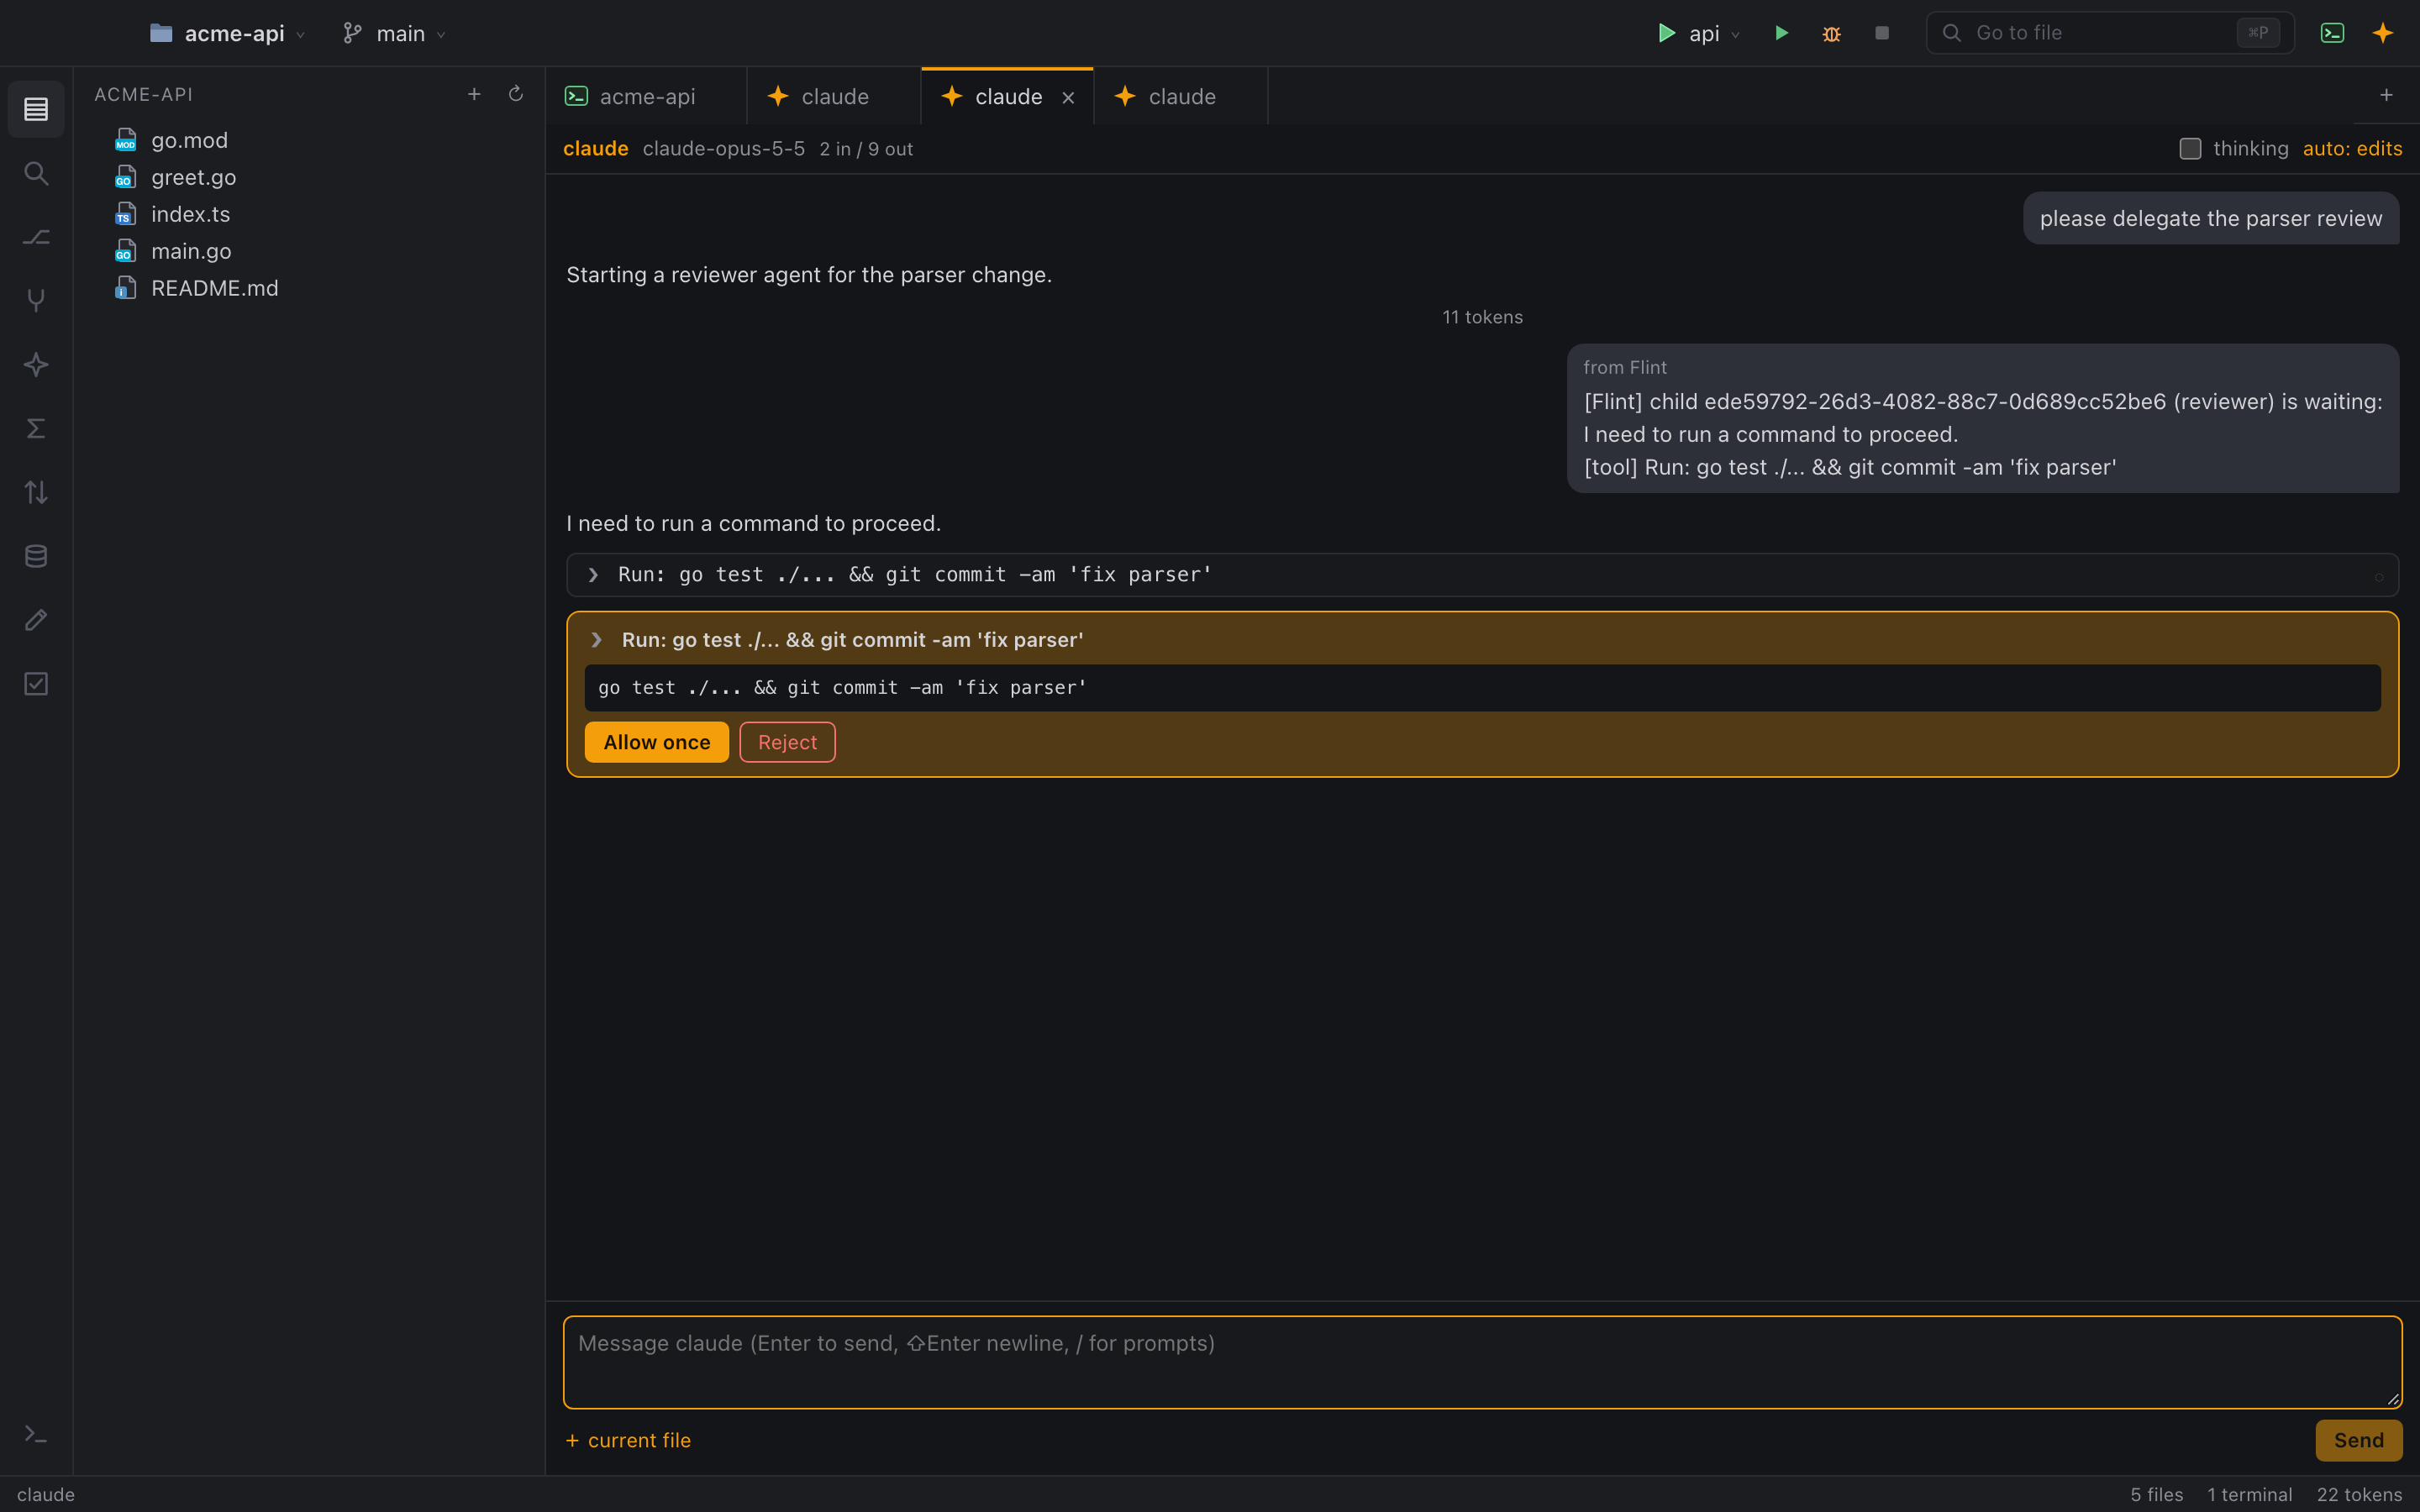 acme-api
main
api
Go to file
⌘P
ACME-API
go.mod
greet.go
index.ts
main.go
README.md
acme-api
claude
claude
claude
claude claude-opus-5-5 2 in / 9 out
thinking auto: edits
please delegate the parser review
Starting a reviewer agent for the parser change.
11 tokens
from Flint
[Flint] child ede59792-26d3-4082-88c7-0d689cc52be6 (reviewer) is waiting:
I need to run a command to proceed.
[tool] Run: go test ./... && git commit -am 'fix parser'
I need to run a command to proceed.
Run: go test ./... && git commit -am 'fix parser'
Run: go test ./... && git commit -am 'fix parser'
go test ./... && git commit -am 'fix parser'
Allow once
Reject
Message claude (Enter to send, ⇧Enter newline, / for prompts)
+ current file
Send
claude
5 files 1 terminal 22 tokens